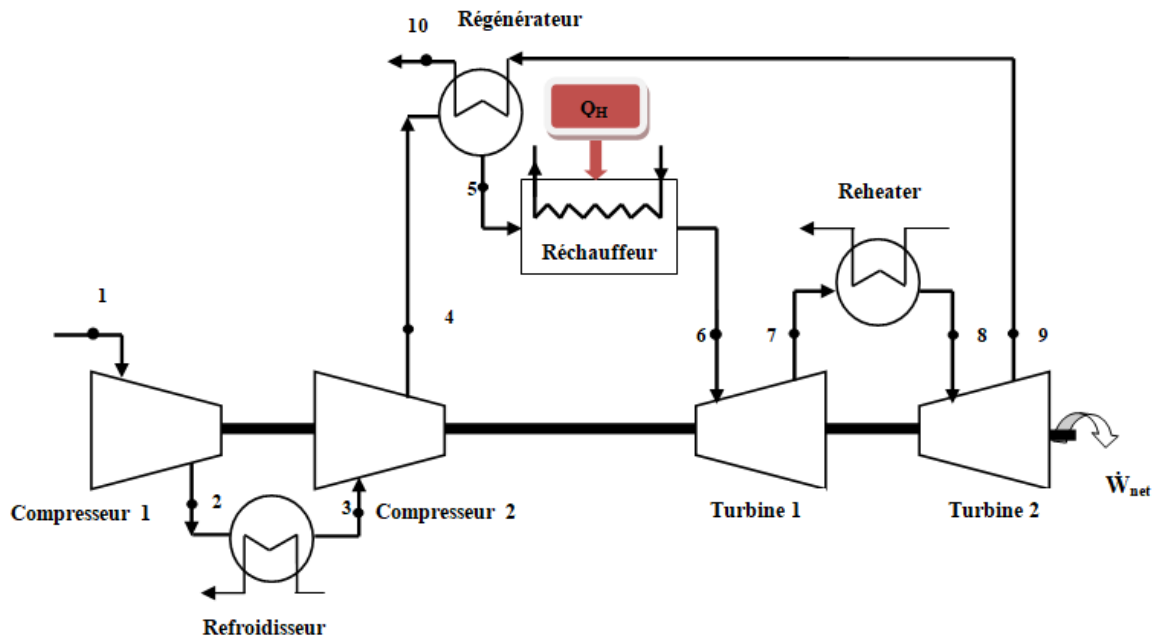 10
Régénérateur
Q_H
5
Réchauffeur
Reheater
1
4
6
7
8
9
2
3
Compresseur 1
Compresseur 2
Turbine 1
Turbine 2
Ẇnet
Refroidisseur